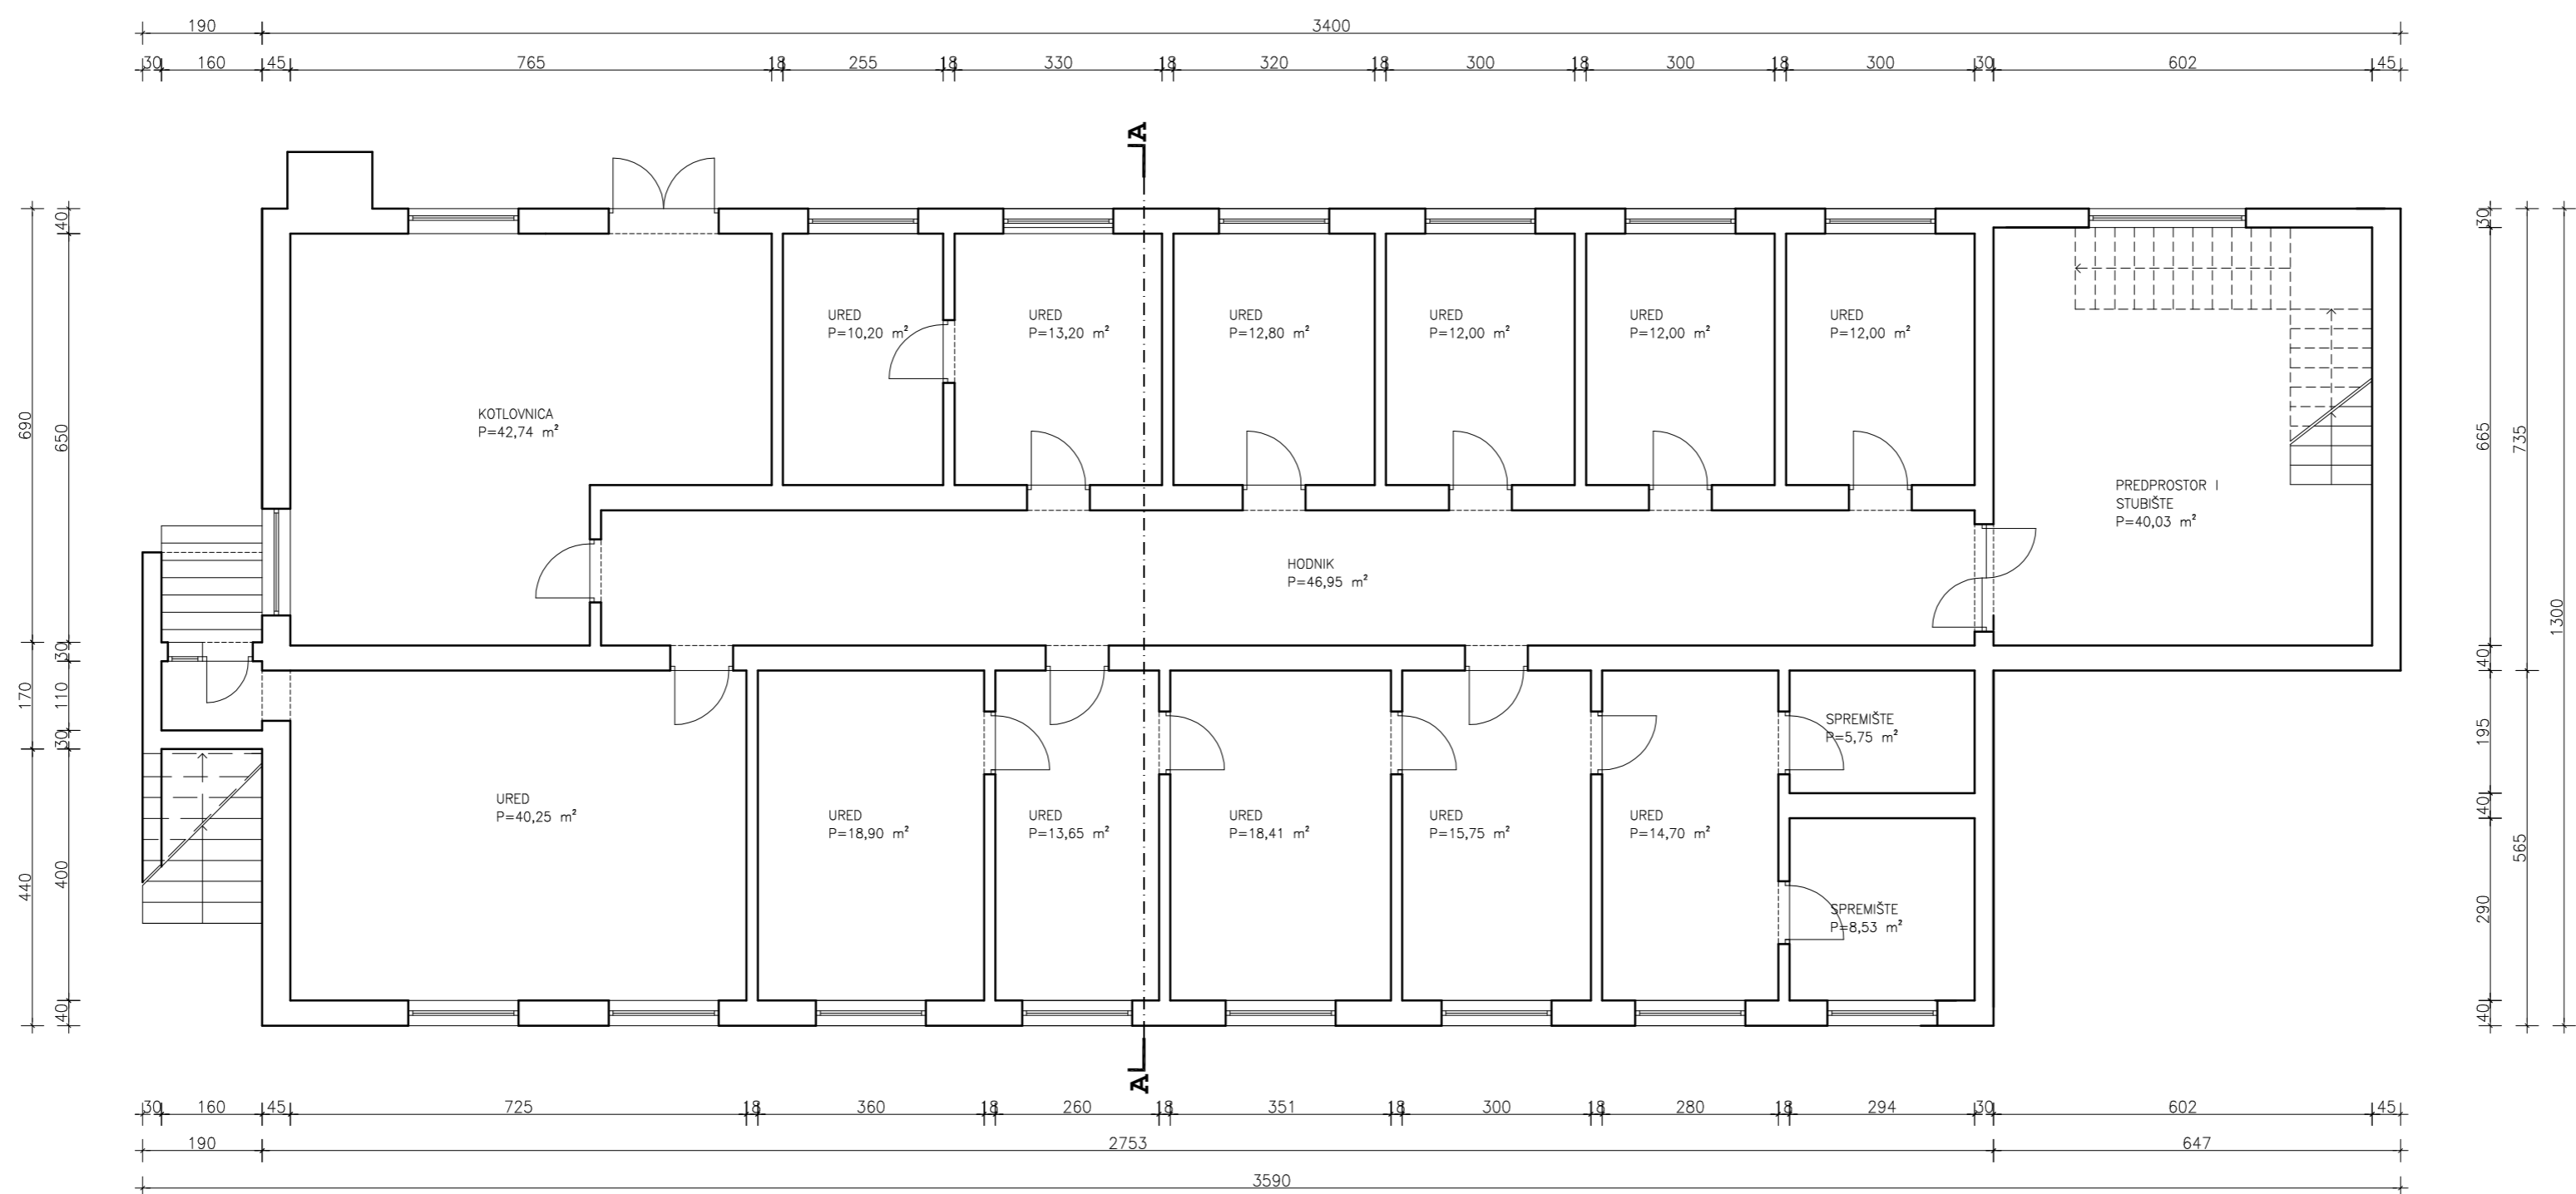 190
3400
30
160
45
765
18
255
18
330
18
320
18
300
18
300
18
300
30
602
45
A
40
690
650
30
170
110
30
440
400
40
KOTLOVNICA
P=42,74 m²
URED
P=10,20 m²
URED
P=13,20 m²
URED
P=12,80 m²
URED
P=12,00 m²
URED
P=12,00 m²
URED
P=12,00 m²
PREDPROSTOR I
STUBIŠTE
P=40,03 m²
HODNIK
P=46,95 m²
URED
P=40,25 m²
URED
P=18,90 m²
URED
P=13,65 m²
URED
P=18,41 m²
URED
P=15,75 m²
URED
P=14,70 m²
SPREMIŠTE
P=5,75 m²
SPREMIŠTE
P=8,53 m²
30
665
735
40
1300
195
40
565
290
40
A
30
160
45
725
18
360
18
260
18
351
18
300
18
280
18
294
30
602
45
190
2753
647
3590